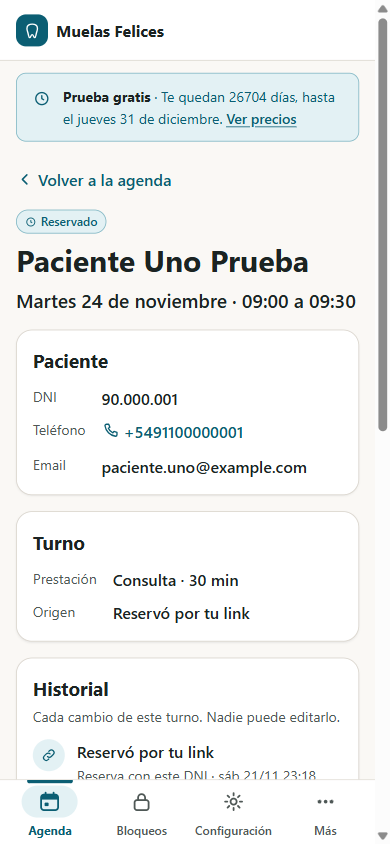 Muelas Felices
Prueba gratis · Te quedan 26704 días, hasta
el jueves 31 de diciembre. Ver precios
Volver a la agenda
Reservado
Paciente Uno Prueba
Martes 24 de noviembre · 09:00 a 09:30
Paciente
DNI 90.000.001
Teléfono +5491100000001
Email paciente.uno@example.com
Turno
Prestación Consulta · 30 min
Origen Reservó por tu link
Historial
Cada cambio de este turno. Nadie puede editarlo.
Reservó por tu link
Reserva con este DNI · sáb 21/11 23:18
Agenda Bloqueos Configuración Más